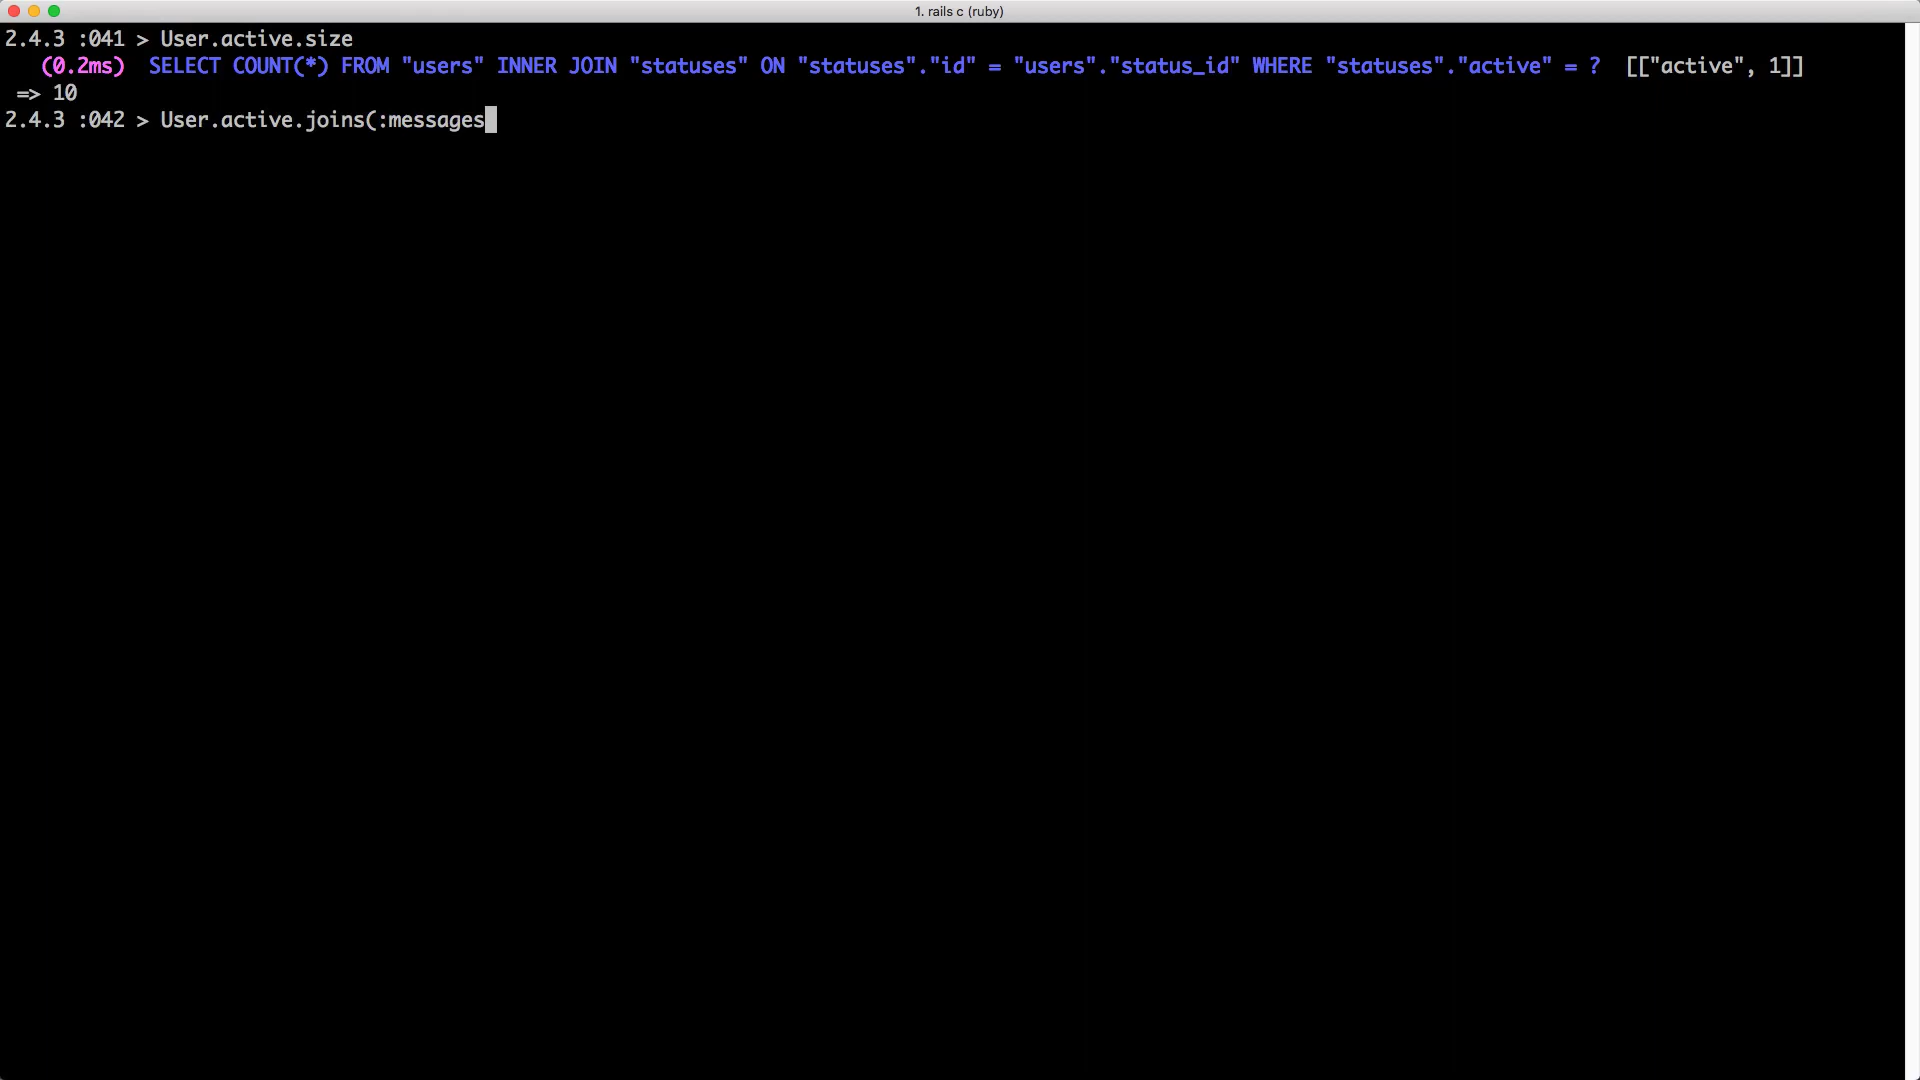 1. rails c (ruby)
2.4.3 :041 > User.active.size
(0.2ms) SELECT COUNT(*) FROM "users" INNER JOIN "statuses" ON "statuses"."id" = "users"."status_id" WHERE "statuses"."active" = ? [["active", 1]]
=> 10
2.4.3 :042 > User.active.joins(:messages